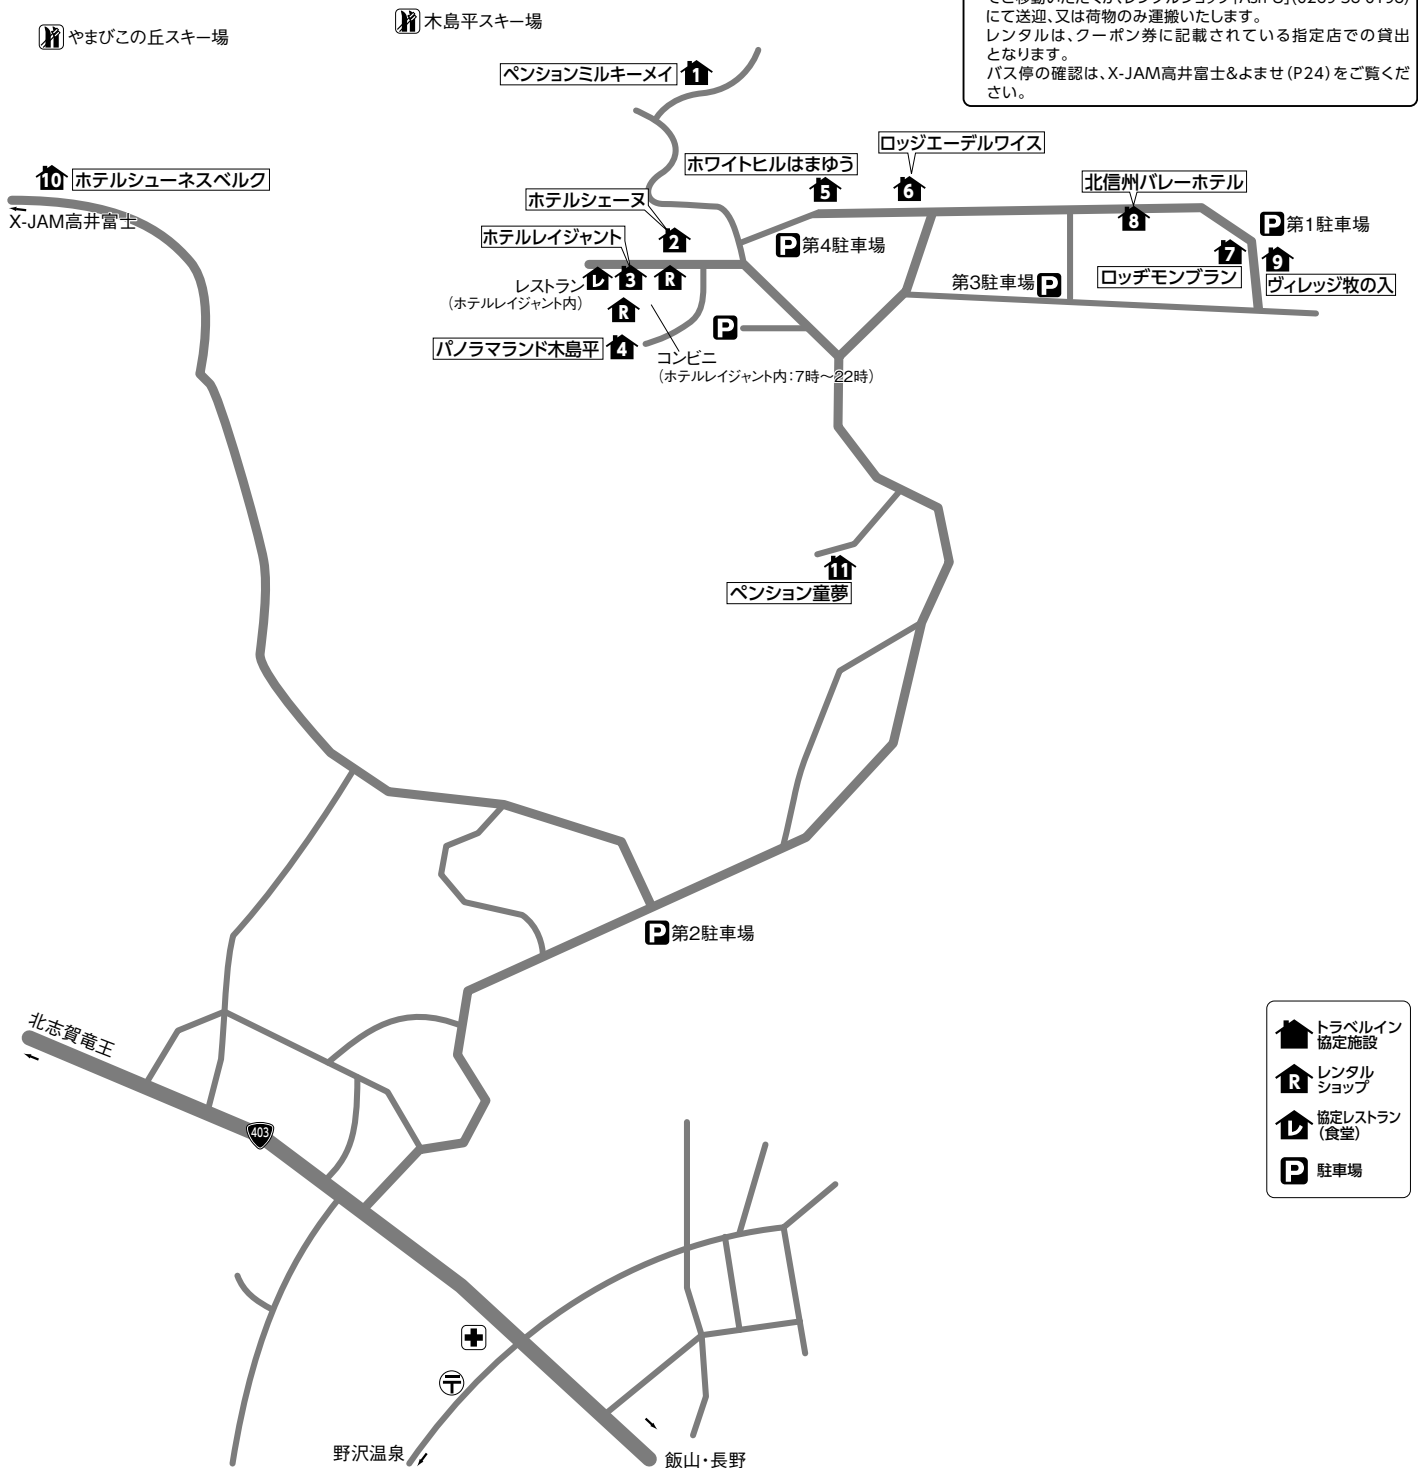 にて送迎、又は荷物のみ運搬いたします。
レンタルは、クーポン券に記載されている指定店での貸出
となります。
バス停の確認は、X-JAM高井富士&よませ(P24)をご覧くだ
さい。
木島平スキー場
やまびこの丘スキー場
ペンションミルキーメイ
1
ロッジエーデルワイス
6
ホワイトヒルはまゆう
5
10
ホテルシューネスベルク
X-JAM高井富士
北信州バレーホテル
8
ホテルシェーヌ
2
ホテルレイジャント
3
P 第4駐車場
P 第1駐車場
7
ロッヂモンブラン
9
ヴィレッジ牧の入
第3駐車場 P
レ
R
レストラン
(ホテルレイジャント内)
R
P
パノラマランド木島平
4
コンビニ
(ホテルレイジャント内:7時〜22時)
11
ペンション童夢
P 第2駐車場
北志賀竜王
403
トラベルイン
協定施設
R
レンタル
ショップ
レ
協定レストラン
(食堂)
P 駐車場
〒
野沢温泉
飯山・長野